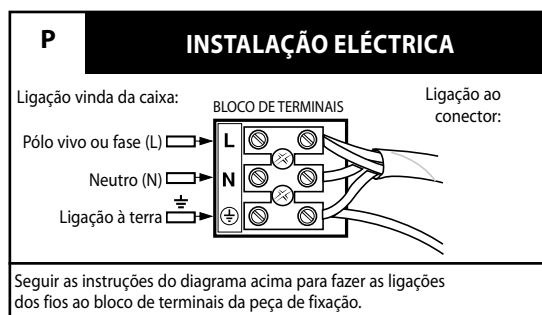 P
INSTALAÇÃO ELÉCTRICA
Ligação vinda da caixa:
BLOCO DE TERMINAIS
Ligação ao
conector:
Pólo vivo ou fase (L)
L
Neutro (N)
N
Ligação à terra
Seguir as instruções do diagrama acima para fazer as ligações
dos fios ao bloco de terminais da peça de fixação.